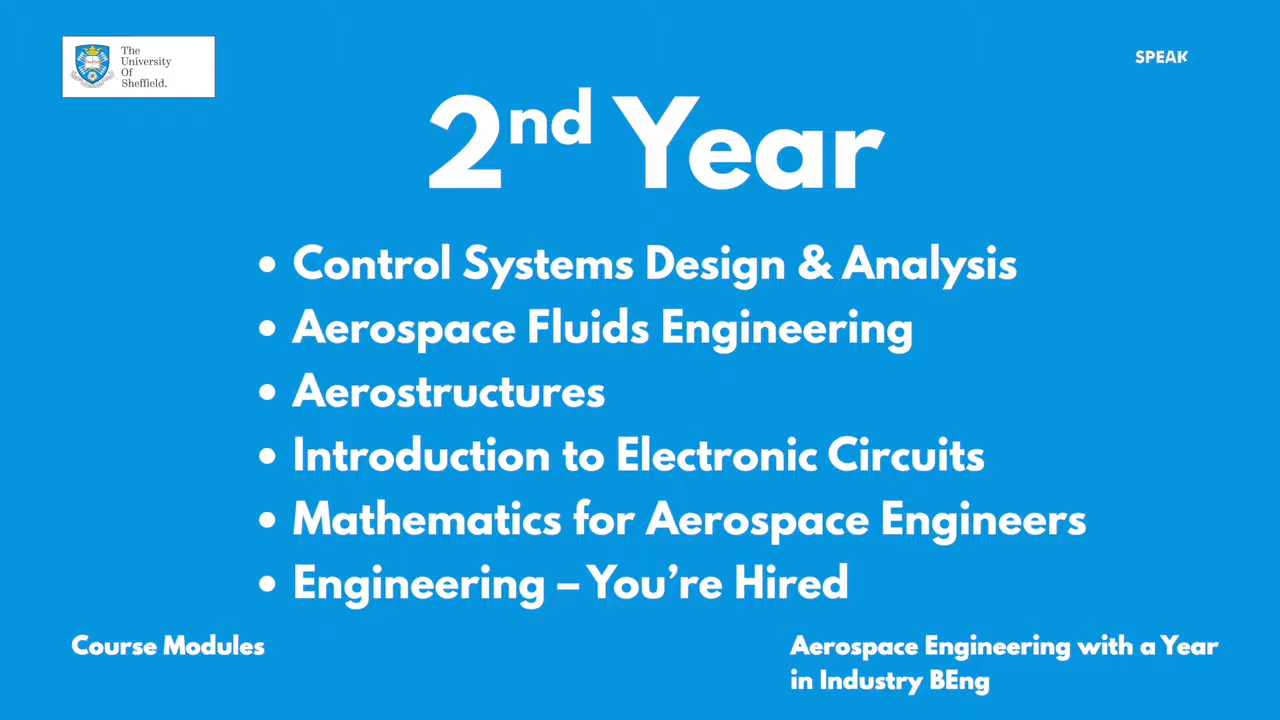 The
University
Of
Sheffield.
SPEAK
2nd Year
• Control Systems Design & Analysis
• Aerospace Fluids Engineering
• Aerostructures
• Introduction to Electronic Circuits
• Mathematics for Aerospace Engineers
• Engineering – You’re Hired
Course Modules
Aerospace Engineering with a Year
in Industry BEng